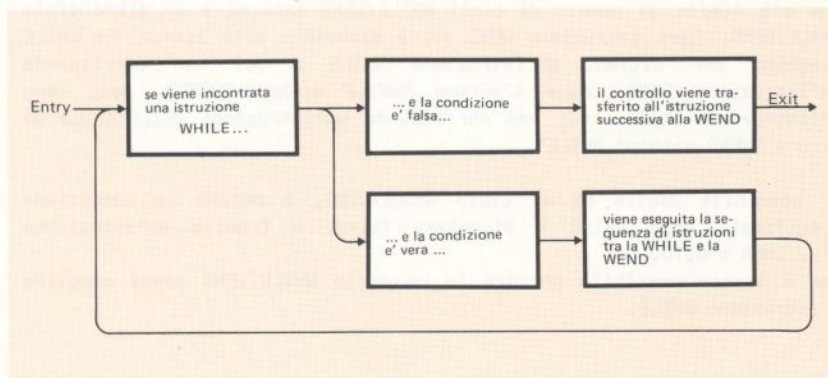 Entry
se viene incontrata
una istruzione
WHILE...
... e la condizione
e' falsa...
il controllo viene tra-
sferito all'istruzione
successiva alla WEND
Exit
... e la condizione
e' vera ...
viene eseguita la se-
quenza di istruzioni
tra la WHILE e la
WEND